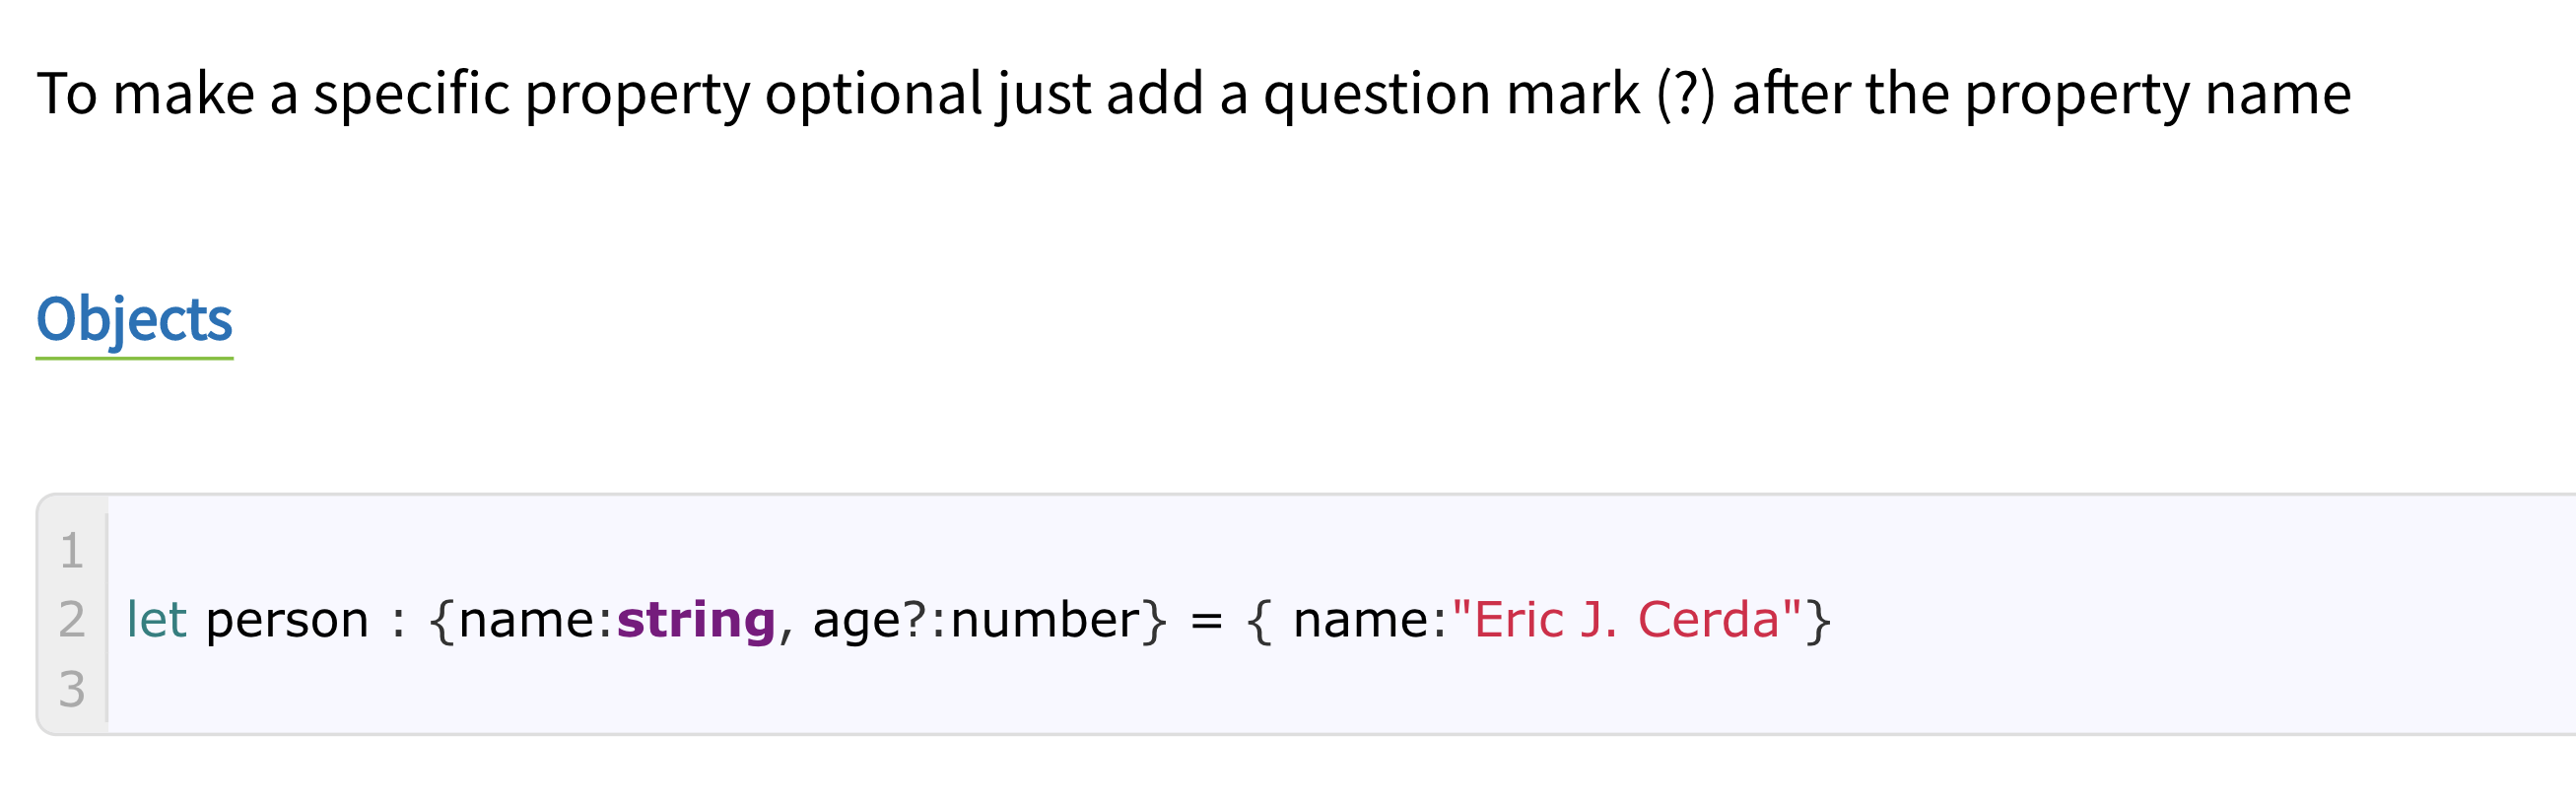 To make a specific property optional just add a question mark (?) after the property name
Objects
1
2 let person : {name:string, age?:number} = { name:"Eric J. Cerda"}
3